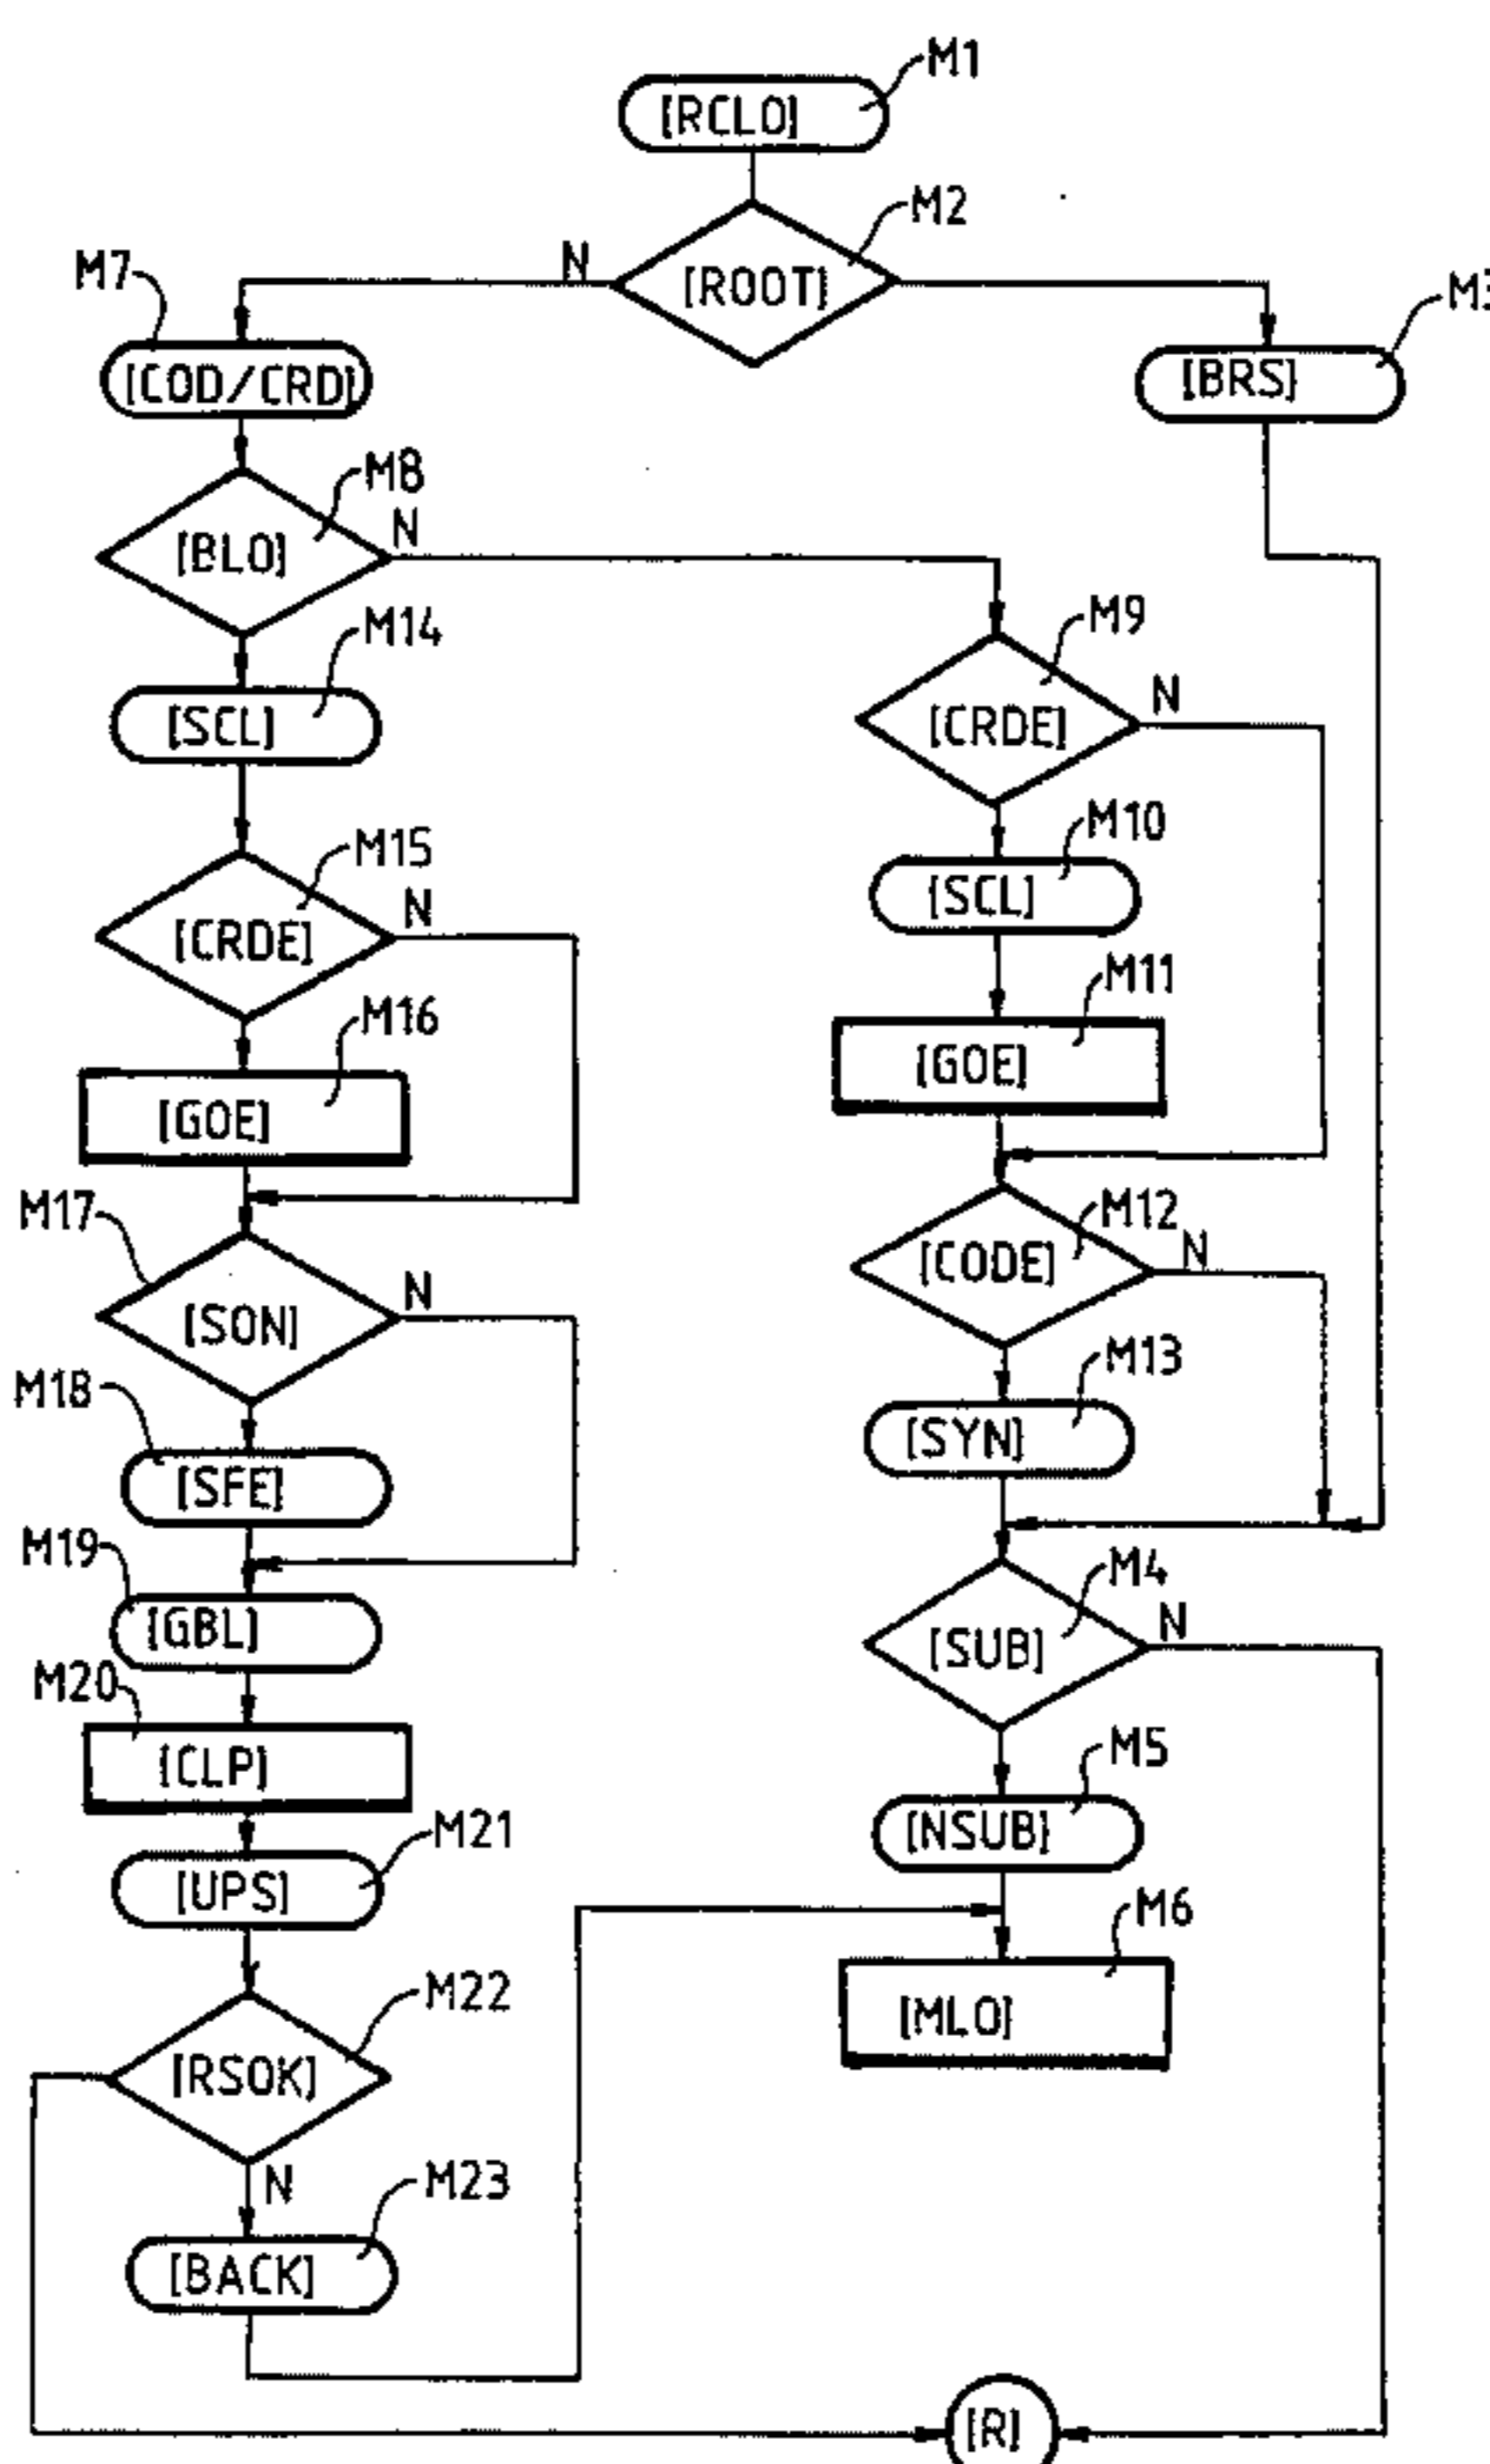 M1
[RCLO]
M2
N
[ROOT]
M7
[COD/CRD]
[BRS]
M8
[BLO]
N
M14
[SCL]
M9
[CRDE]
N
M10
[SCL]
M15
[CRDE]
N
M11
[GOE]
M16
[GOE]
M12
[CODE]
N
M17
[SON]
N
M13
[SYN]
M18
[SFE]
M19
[GBL]
M4
[SUB]
N
M20
[CLP]
M5
[NSUB]
M21
[UPS]
M6
[MLO]
M22
[RSOK]
N
M23
[BACK]
[R]